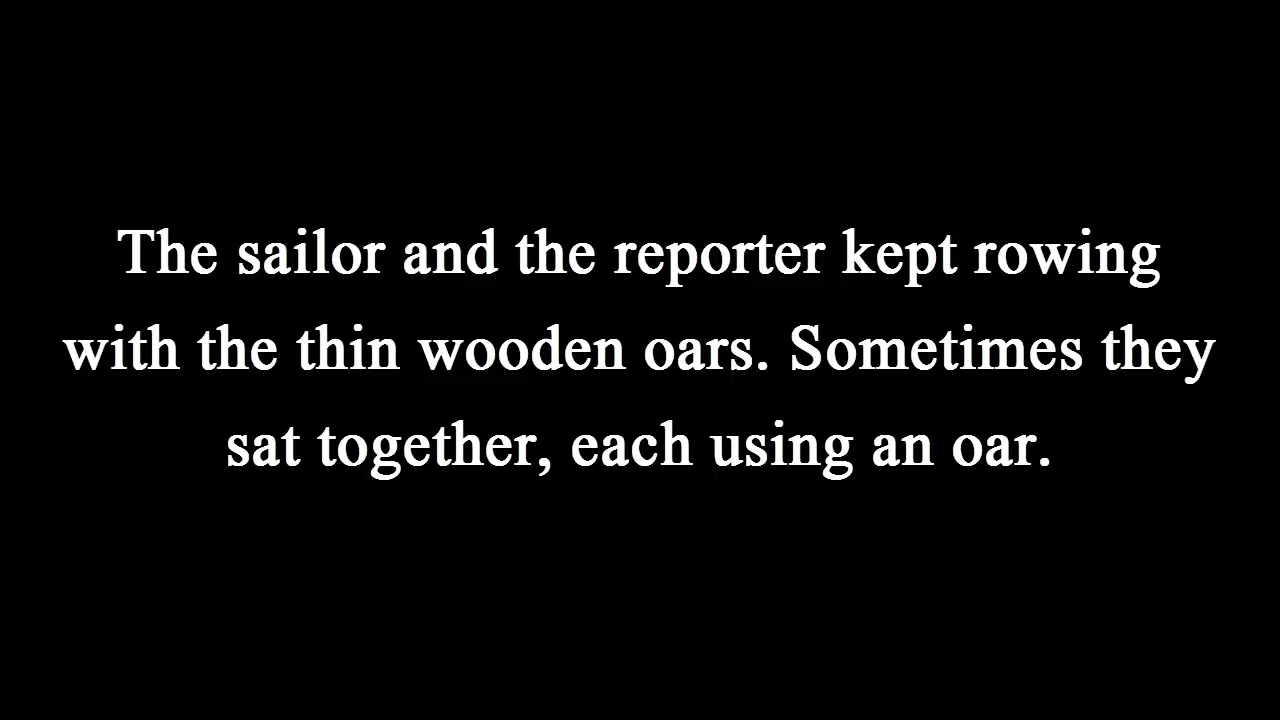 The sailor and the reporter kept rowing
with the thin wooden oars. Sometimes they
sat together, each using an oar.